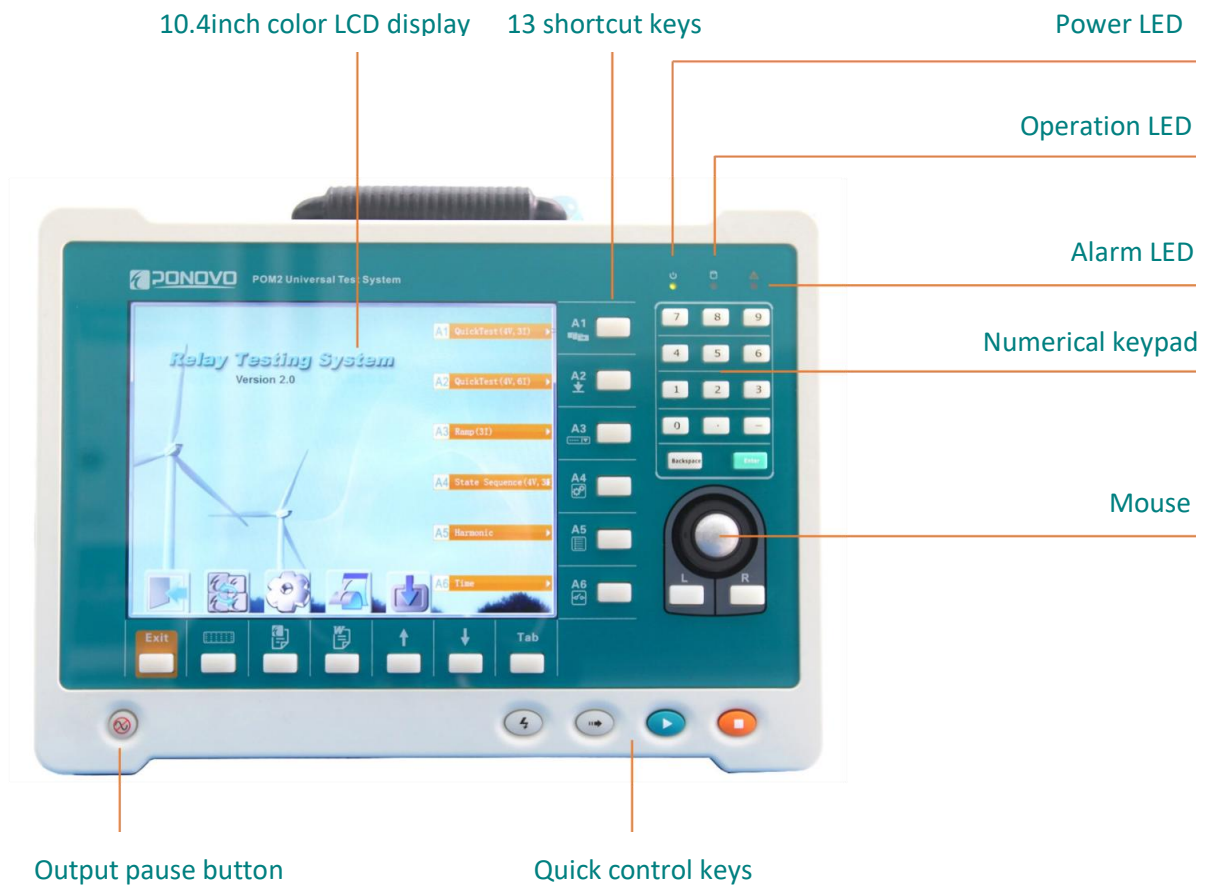 10.4inch color LCD display
13 shortcut keys
Power LED
Operation LED
Alarm LED
Numerical keypad
Mouse
PONOVO
POM2 Universal Test System
Relay Testing System
Version 2.0
A1 QuickTest(4V,3I)
A2 QuickTest(4V,6I)
A3 Ramp(3I)
A4 State Sequence(4V,3I
A5 Harmonic
A6 Time
A1
A2
A3
A4
A5
A6
7 8 9
4 5 6
1 2 3
0 . −
Backspace Enter
L R
Exit
W
Tab
Output pause button
Quick control keys